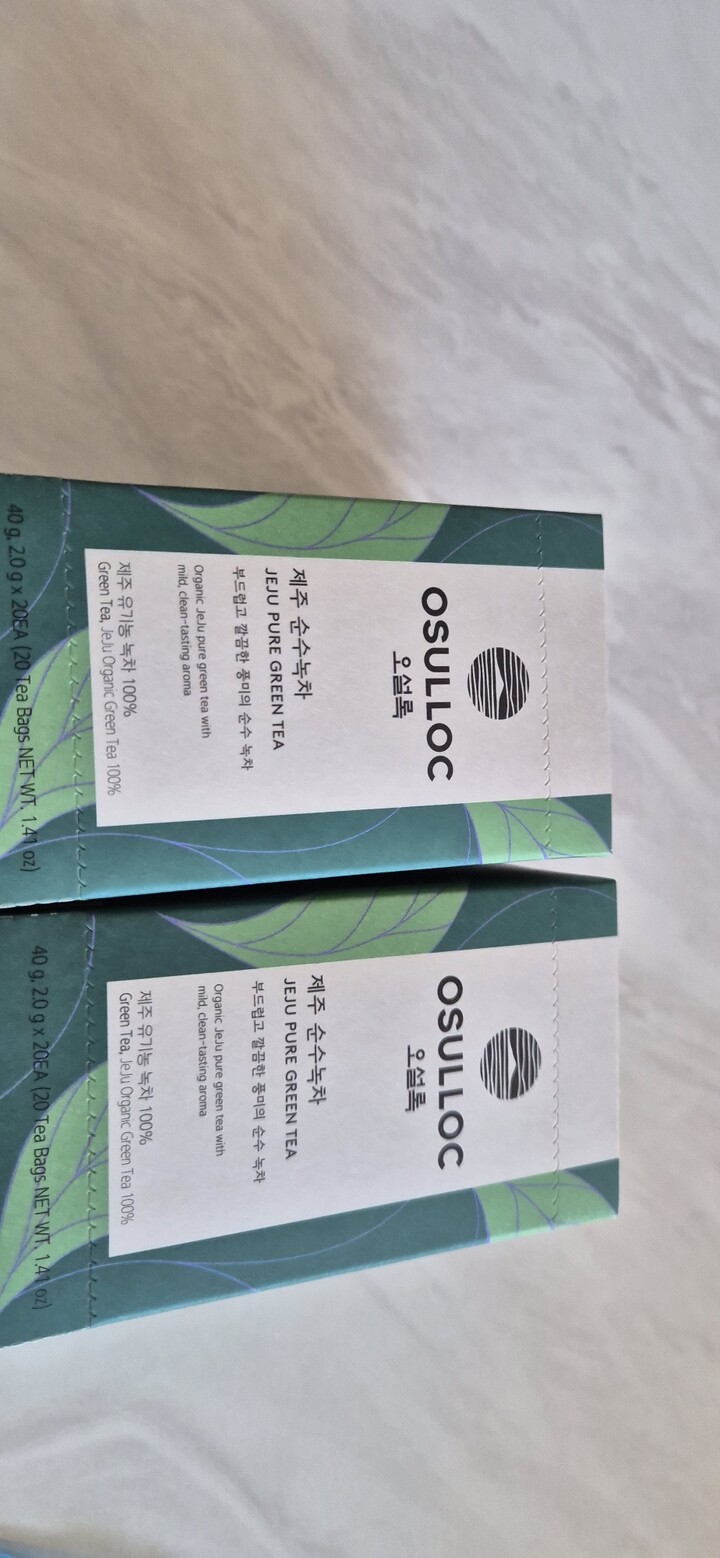 OSULLOC
오설록
제주 순수녹차
JEJU PURE GREEN TEA
부드럽고 깔끔한 풍미의 순수 녹차
Organic JeJu pure green tea with
mild, clean-tasting aroma
제주 유기농 녹차 100%
Green Tea, JeJu Organic Green Tea 100%
40 g, 2.0 g x 20EA (20 Tea Bags NET WT. 1.41 oz)
OSULLOC
오설록
제주 순수녹차
JEJU PURE GREEN TEA
부드럽고 깔끔한 풍미의 순수 녹차
Organic JeJu pure green tea with
mild, clean-tasting aroma
제주 유기농 녹차 100%
Green Tea, JeJu Organic Green Tea 100%
40 g, 2.0 g x 20EA (20 Tea Bags NET WT. 1.41 oz)